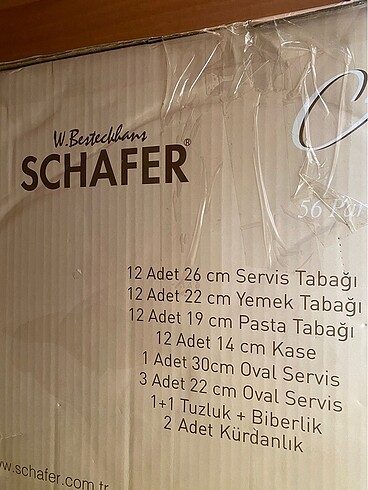 W.Besteckhans
SCHAFER®
56 Par
12 Adet 26 cm Servis Tabağı
12 Adet 22 cm Yemek Tabağı
12 Adet 19 cm Pasta Tabağı
12 Adet 14 cm Kase
1 Adet 30cm Oval Servis
3 Adet 22 cm Oval Servis
1+1 Tuzluk + Biberlik
2 Adet Kürdanlık
www.schafer.com.tr